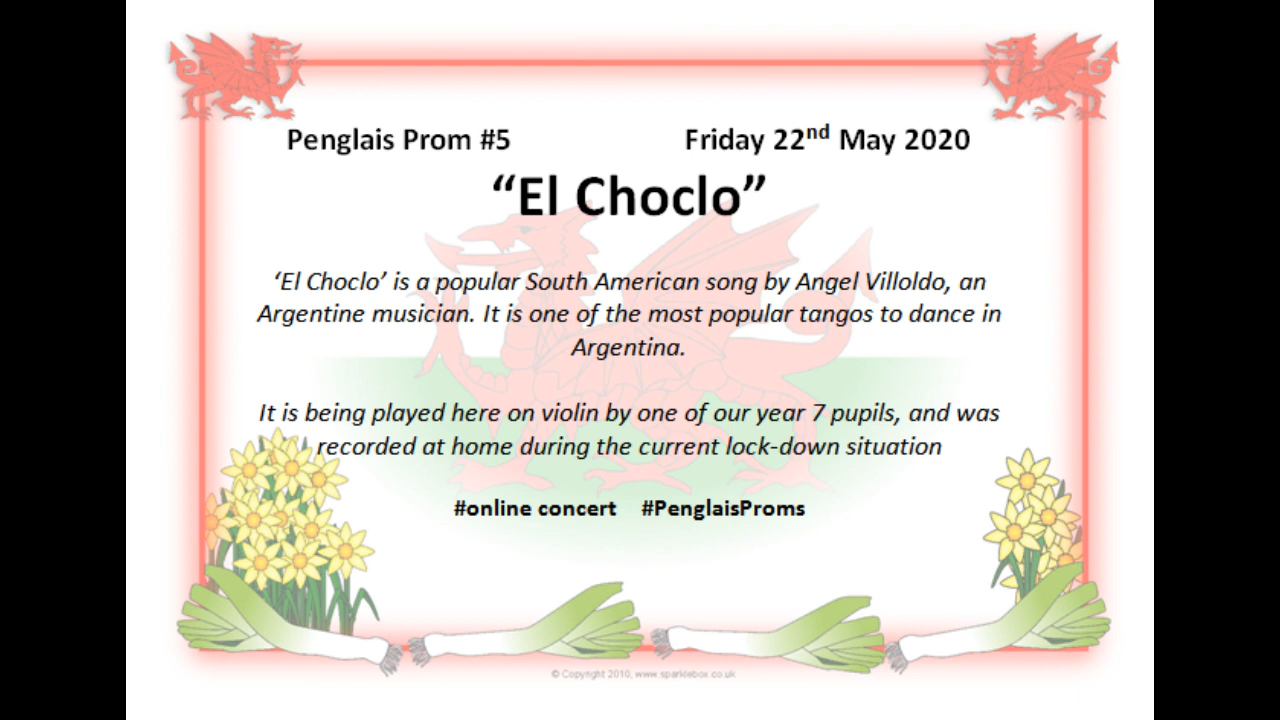 Penglais Prom #5 Friday 22nd May 2020
“El Choclo”
‘El Choclo’ is a popular South American song by Angel Villoldo, an
Argentine musician. It is one of the most popular tangos to dance in
Argentina.
It is being played here on violin by one of our year 7 pupils, and was
recorded at home during the current lock-down situation
#online concert #PenglaisProms
© Copyright 2010, www.sparklebox.co.uk